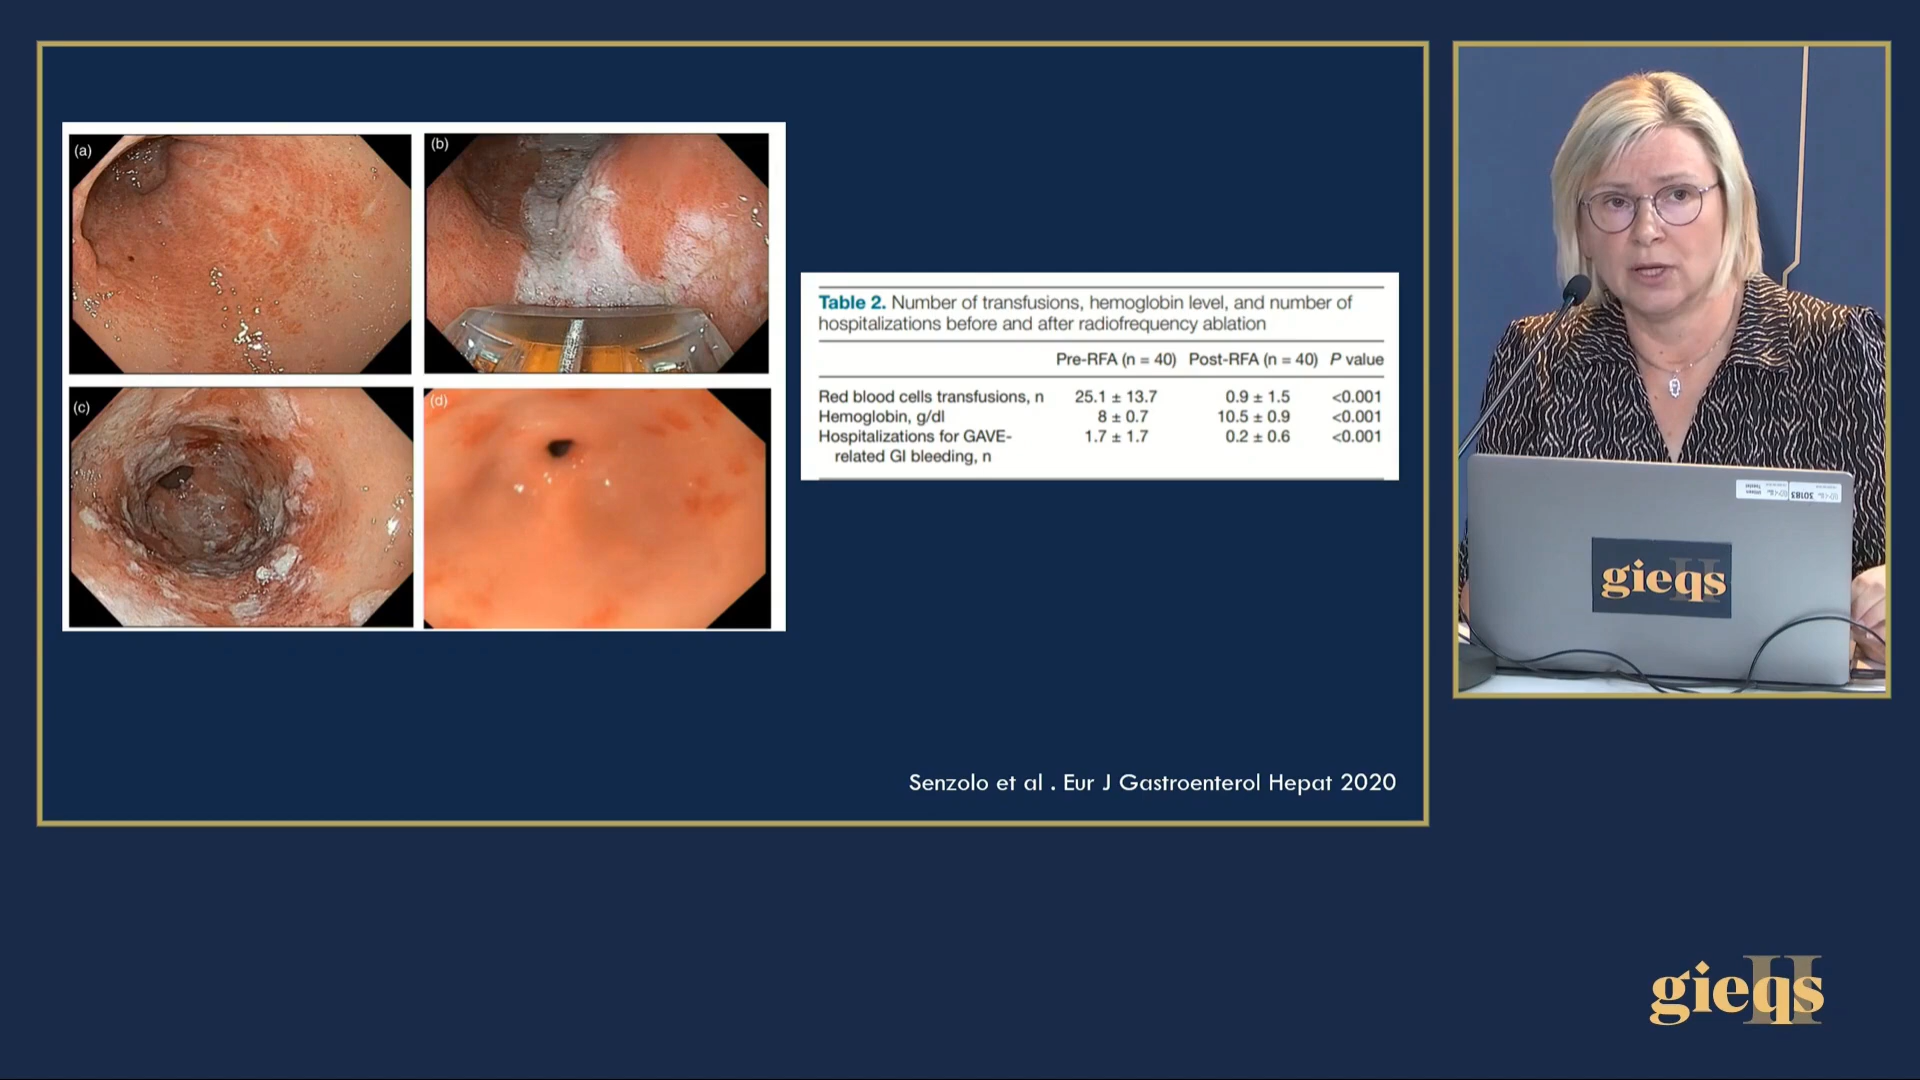 (a)
(b)
(c)
(d)
Table 2. Number of transfusions, hemoglobin level, and number of
hospitalizations before and after radiofrequency ablation
Pre-RFA (n = 40) Post-RFA (n = 40) P value
Red blood cells transfusions, n 25.1 ± 13.7 0.9 ± 1.5 <0.001
Hemoglobin, g/dl 8 ± 0.7 10.5 ± 0.9 <0.001
Hospitalizations for GAVE- 1.7 ± 1.7 0.2 ± 0.6 <0.001
related GI bleeding, n
Senzolo et al . Eur J Gastroenterol Hepat 2020
30183
gieqs II
gieqs II